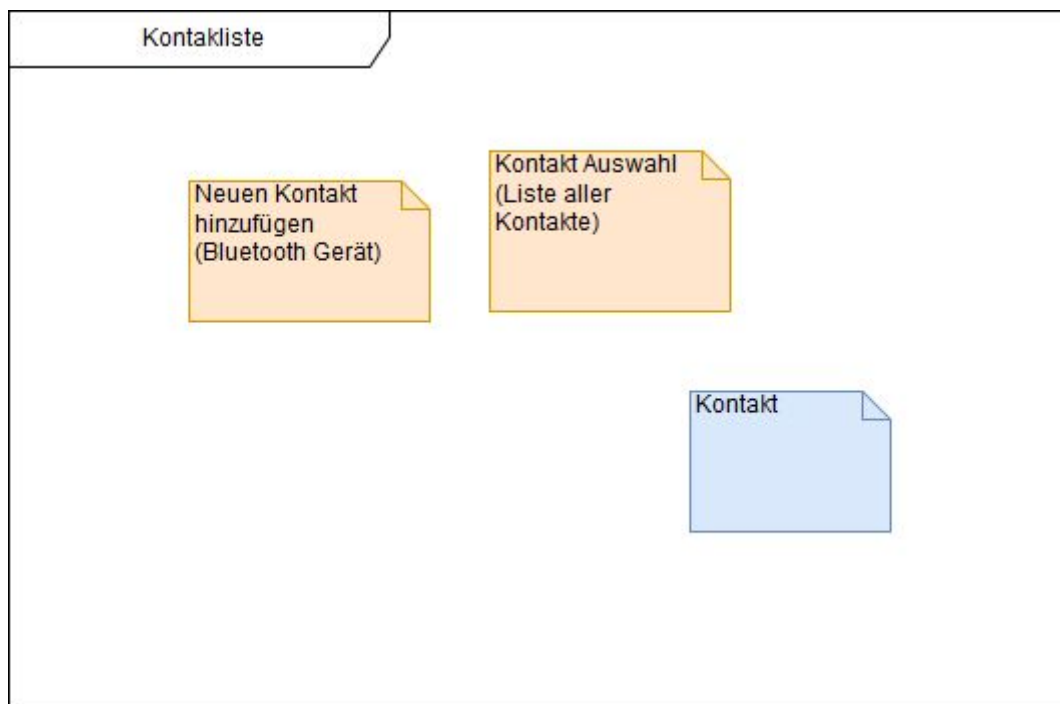 Kontakliste
Neuen Kontakt
hinzufügen
(Bluetooth Gerät)
Kontakt Auswahl
(Liste aller
Kontakte)
Kontakt